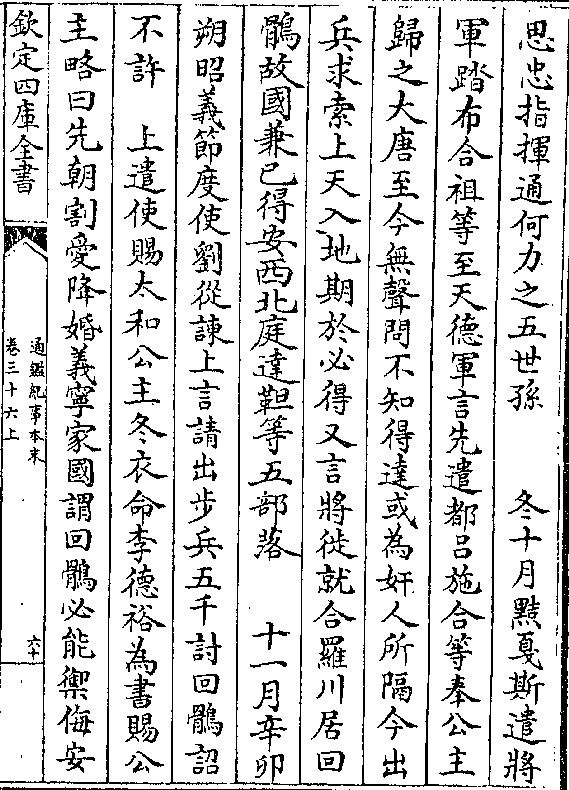 思忠指揮通何力之五世孫　冬十月黠戛斯遣將
軍踏布合祖等至天德軍言先遣都吕施合等奉公主
歸之大唐至今無聲問不知得達或為奸人所隔今出
兵求索上天入地期於必得又言將徙就合羅川居回
鶻故國兼已得安西北庭達靼等五部落　十一月辛卯
朔昭義節度使劉從諫上言請出步兵五千討回鶻詔
不許　上遣使賜太和公主冬衣命李德裕為書賜公
主略曰先朝割愛降婚義寧家國謂回鶻必能禦侮安
欽定四庫全書
通鑑紀事本末
卷三十六上
六十